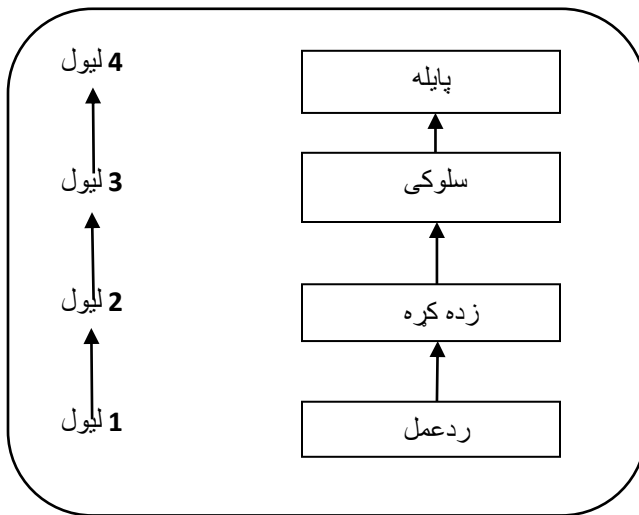 4 لیول
پایله
3 لیول
سلوکی
2 لیول
زده کړه
1 لیول
ردعمل